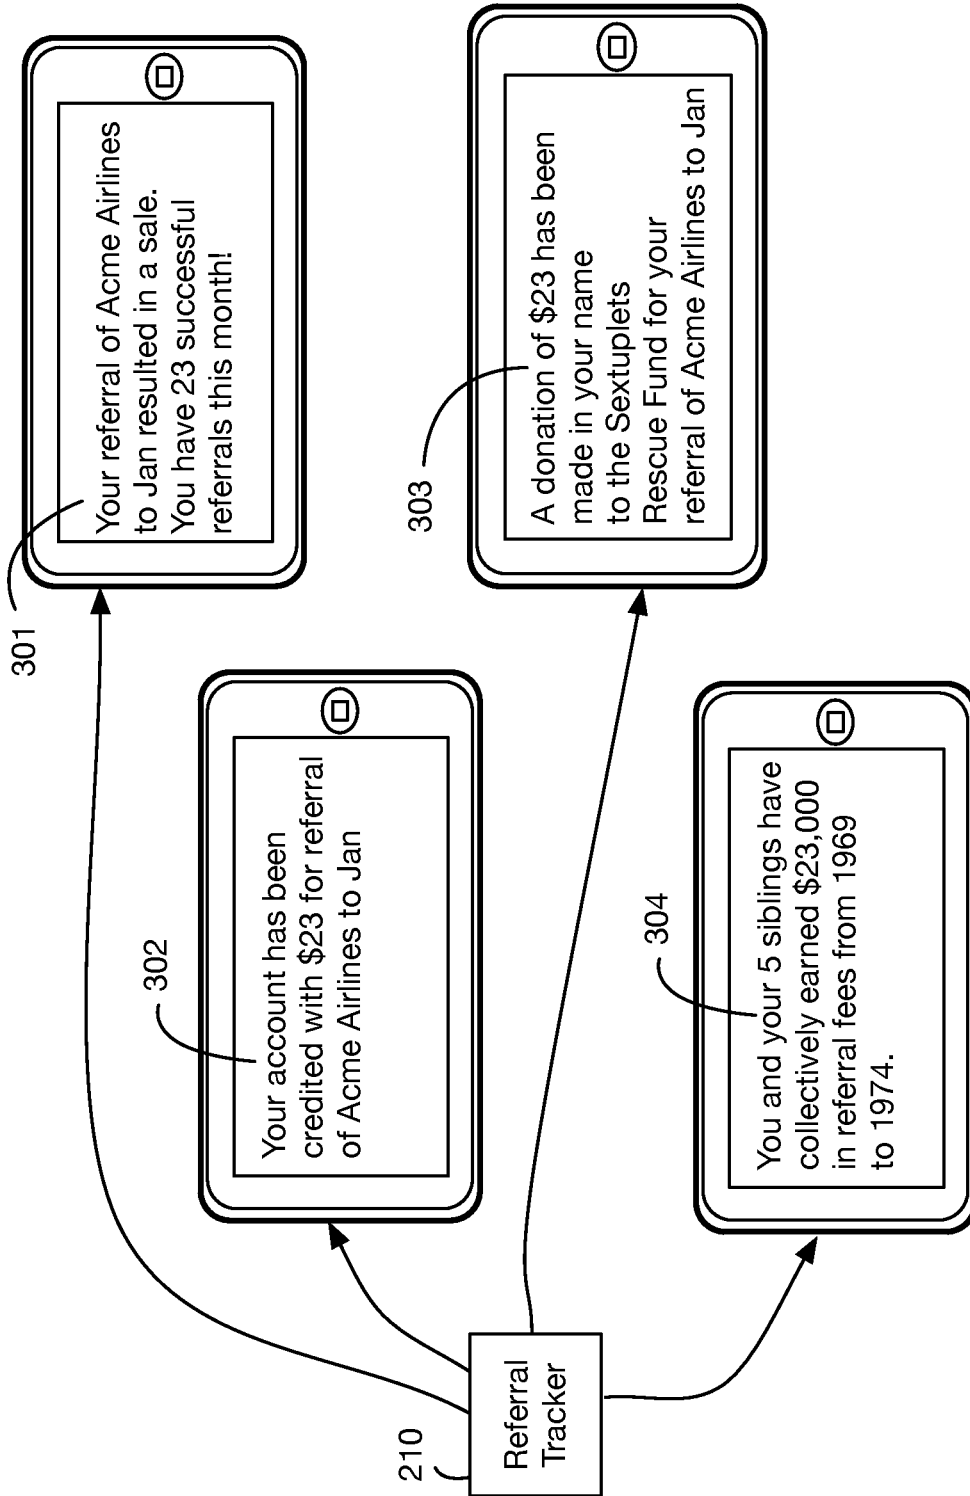 210
Referral
Tracker
301
Your referral of Acme Airlines
to Jan resulted in a sale.
You have 23 successful
referrals this month!
302
Your account has been
credited with $23 for referral
of Acme Airlines to Jan
303
A donation of $23 has been
made in your name
to the Sextuplets
Rescue Fund for your
referral of Acme Airlines to Jan
304
You and your 5 siblings have
collectively earned $23,000
in referral fees from 1969
to 1974.